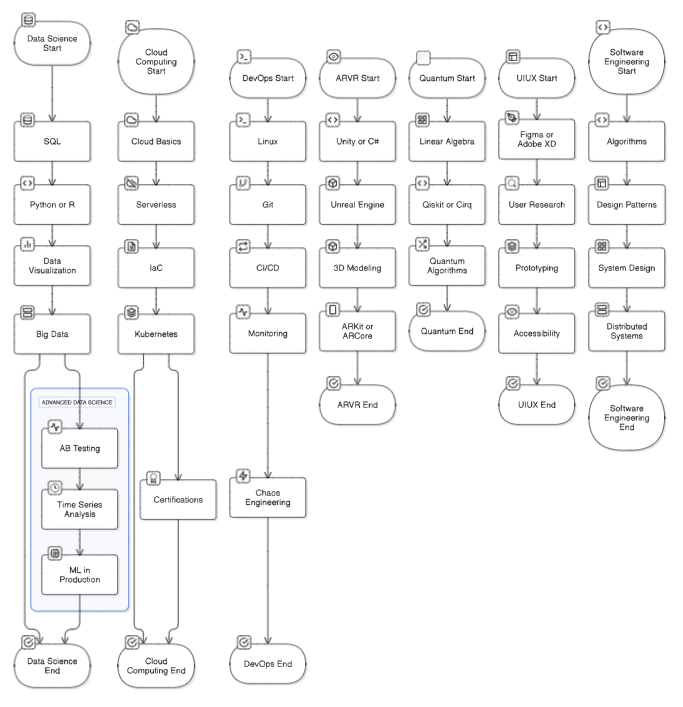 Data Science
Start
Cloud
Computing
Start
DevOps Start
ARVR Start
Quantum Start
UIUX Start
Software
Engineering
Start
SQL
Cloud Basics
Linux
Unity or C#
Linear Algebra
Figma or
Adobe XD
Algorithms
Python or R
Serverless
Git
Unreal Engine
Qiskit or Cirq
User Research
Design Patterns
Data
Visualization
IaC
CI/CD
3D Modeling
Quantum
Algorithms
Prototyping
System Design
Big Data
Kubernetes
Monitoring
ARKit or
ARCore
Quantum End
Accessibility
Distributed
Systems
ADVANCED DATA SCIENCE
ARVR End
UIUX End
Software
Engineering
End
AB Testing
Time Series
Analysis
Certifications
Chaos
Engineering
ML in
Production
Data Science
End
Cloud
Computing End
DevOps End